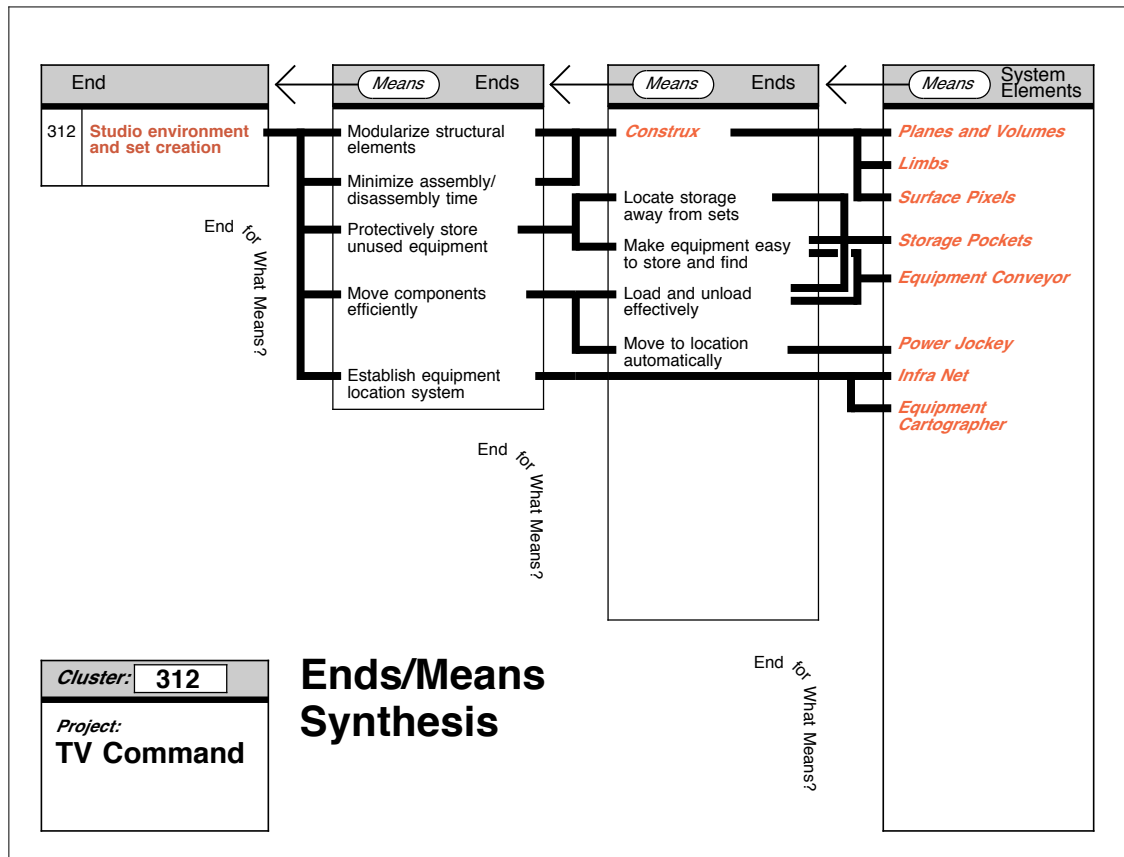 End
Means Ends
Means Ends
Means System
Elements
312 Studio environment
and set creation
Modularize structural
elements
Minimize assembly/
disassembly time
Protectively store
unused equipment
Move components
efficiently
Establish equipment
location system
Construx
Locate storage
away from sets
Make equipment easy
to store and find
Load and unload
effectively
Move to location
automatically
Planes and Volumes
Limbs
Surface Pixels
Storage Pockets
Equipment Conveyor
Power Jockey
Infra Net
Equipment
Cartographer
End for What Means?
End for What Means?
End for What Means?
Cluster: 312
Project:
TV Command
Ends/Means
Synthesis